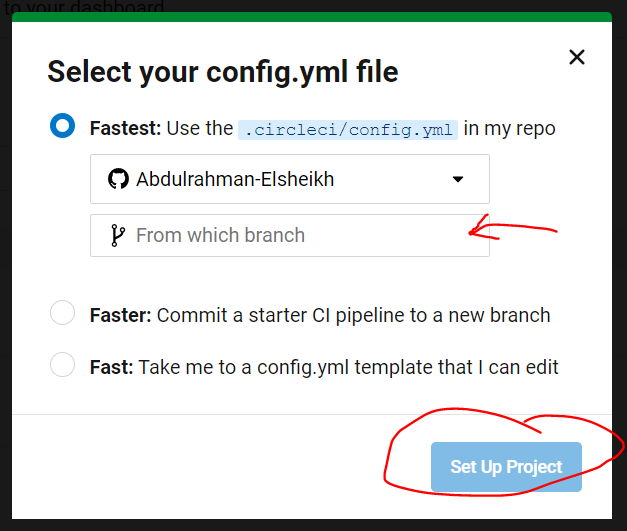 to your dashboard
Select your config.yml file
Fastest: Use the .circleci/config.yml in my repo
Abdulrahman-Elsheikh
From which branch
Faster: Commit a starter CI pipeline to a new branch
Fast: Take me to a config.yml template that I can edit
Set Up Project